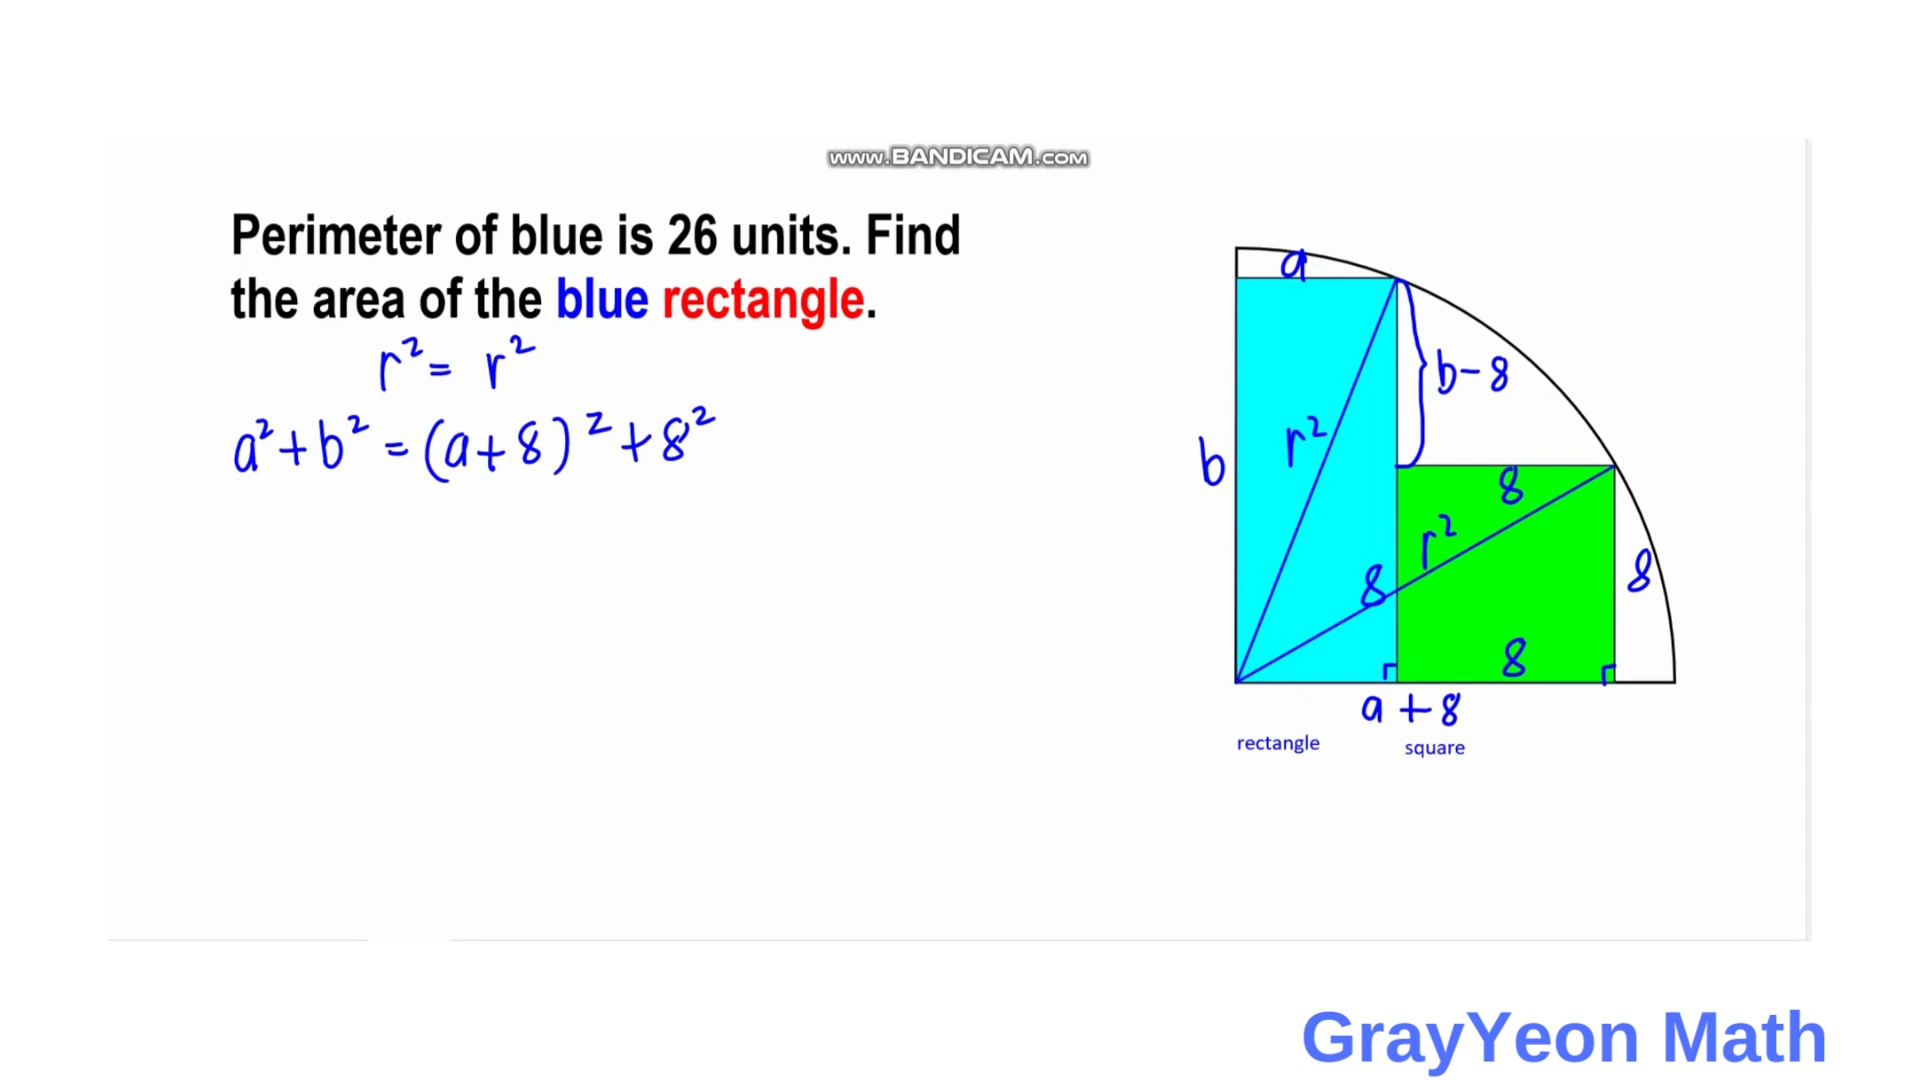 www.BANDICAM.com
Perimeter of blue is 26 units. Find
the area of the blue rectangle.
r² = r²
a² + b² = (a+8)² + 8²
a
b-8
b
r²
8
r²
8
8
8
a + 8
rectangle
square
GrayYeon Math